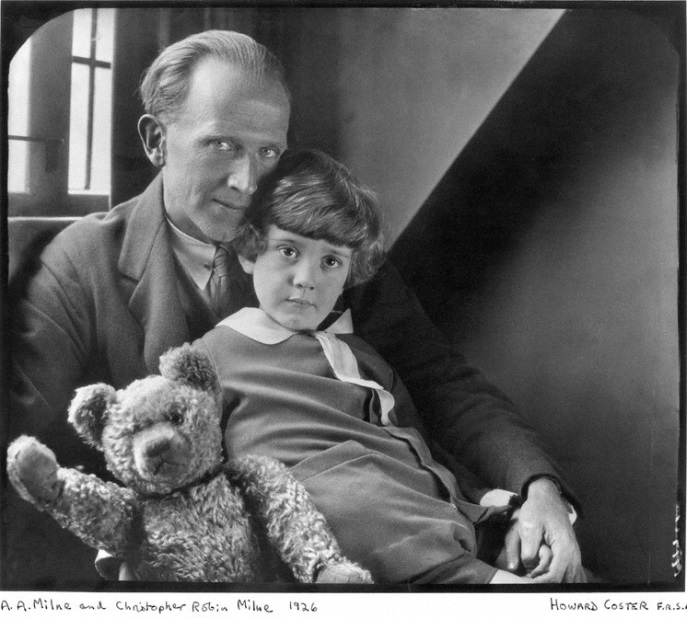 A.A. Milne and Christopher Robin Milne 1926
HOWARD COSTER F.R.S.A